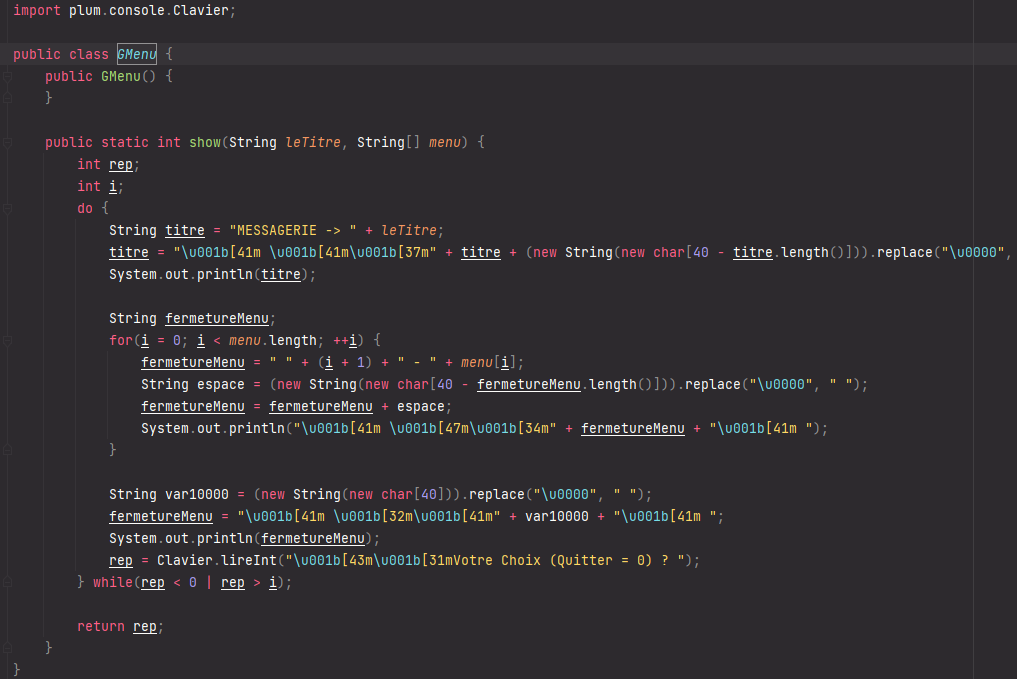 import plum.console.Clavier;
public class GMenu {
public GMenu() {
}
public static int show(String leTitre, String[] menu) {
int rep;
int i;
do {
String titre = "MESSAGERIE -> " + leTitre;
titre = "\u001b[41m \u001b[41m\u001b[37m" + titre + (new String(new char[40 - titre.length()])).replace("\u0000",
System.out.println(titre);
String fermetureMenu;
for(i = 0; i < menu.length; ++i) {
fermetureMenu = " " + (i + 1) + " - " + menu[i];
String espace = (new String(new char[40 - fermetureMenu.length()])).replace("\u0000", " ");
fermetureMenu = fermetureMenu + espace;
System.out.println("\u001b[41m \u001b[47m\u001b[34m" + fermetureMenu + "\u001b[41m ");
}
String var10000 = (new String(new char[40])).replace("\u0000", " ");
fermetureMenu = "\u001b[41m \u001b[32m\u001b[41m" + var10000 + "\u001b[41m ";
System.out.println(fermetureMenu);
rep = Clavier.lireInt("\u001b[43m\u001b[31mVotre Choix (Quitter = 0) ? ");
} while(rep < 0 | rep > i);
return rep;
}
}